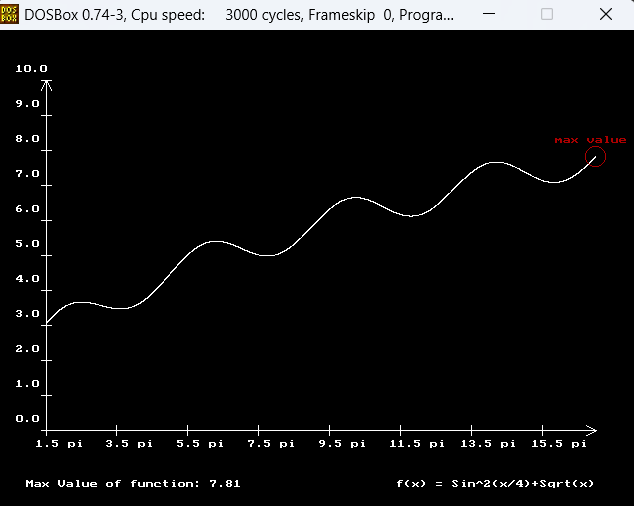 DOS
BOX
DOSBox 0.74-3, Cpu speed: 3000 cycles, Frameskip 0, Progra...
10.0
9.0
8.0
max value
7.0
6.0
5.0
4.0
3.0
2.0
1.0
0.0
1.5 pi 3.5 pi 5.5 pi 7.5 pi 9.5 pi 11.5 pi 13.5 pi 15.5 pi
Max Value of function: 7.81 f(x) = Sin^2(x/4)+Sqrt(x)